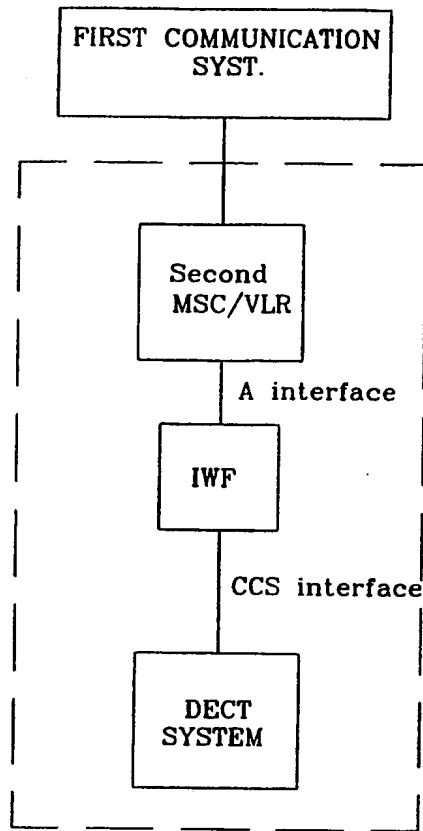 FIRST COMMUNICATION
SYST.
Second
MSC/VLR
A interface
IWF
CCS interface
DECT
SYSTEM